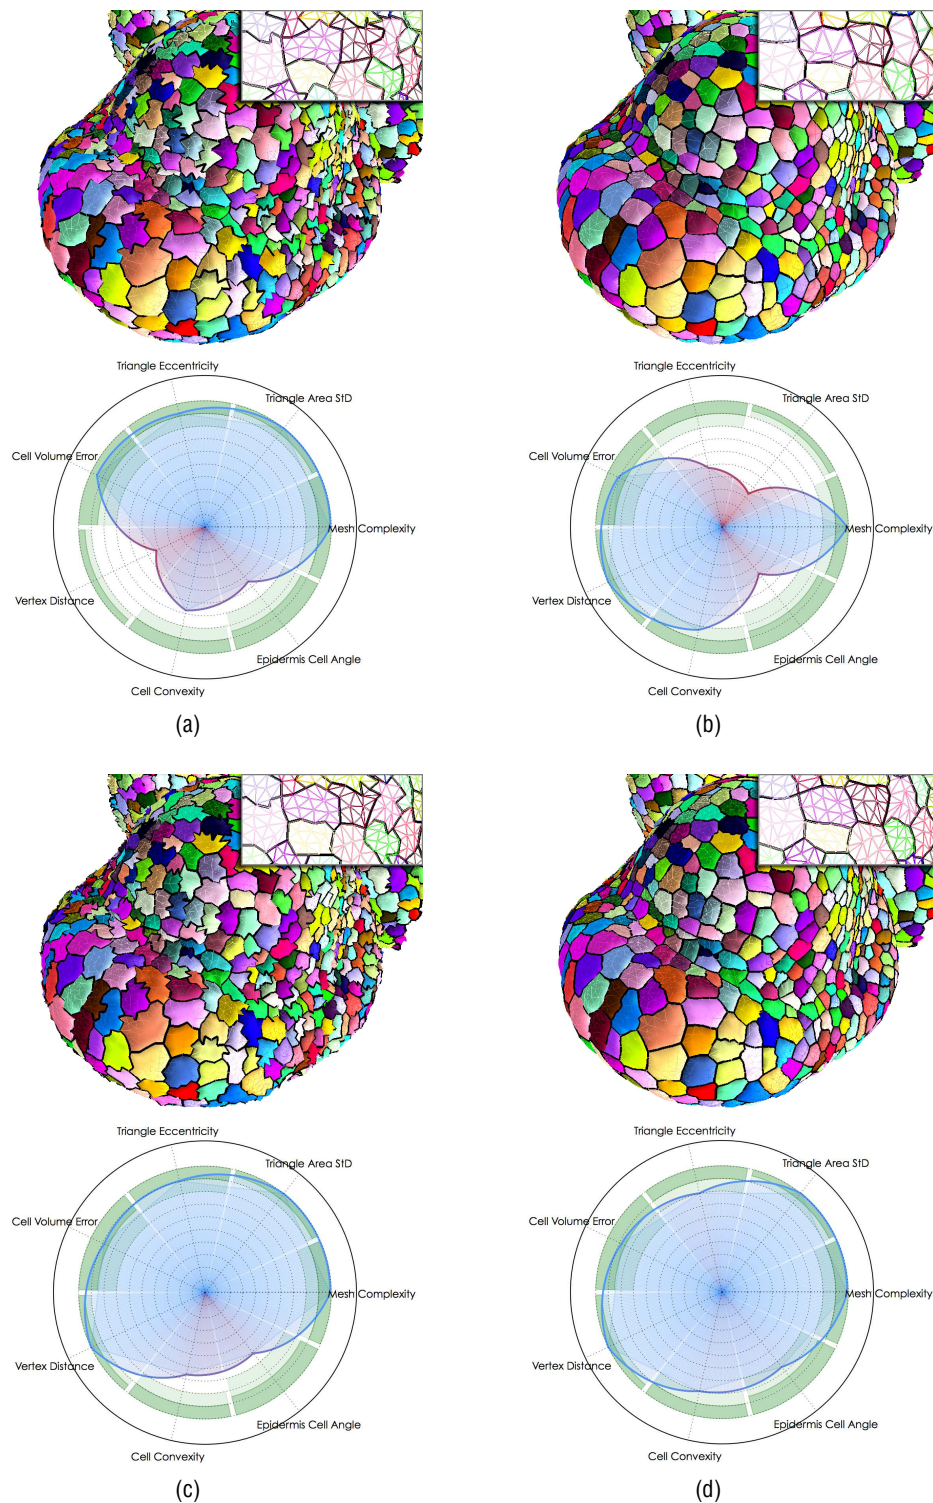 Triangle Eccentricity
Triangle Area StD
Cell Volume Error
Mesh Complexity
Vertex Distance
Epidermis Cell Angle
Cell Convexity
(a)
Triangle Eccentricity
Triangle Area StD
Cell Volume Error
Mesh Complexity
Vertex Distance
Epidermis Cell Angle
Cell Convexity
(b)
Triangle Eccentricity
Triangle Area StD
Cell Volume Error
Mesh Complexity
Vertex Distance
Epidermis Cell Angle
Cell Convexity
(c)
Triangle Eccentricity
Triangle Area StD
Cell Volume Error
Mesh Complexity
Vertex Distance
Epidermis Cell Angle
Cell Convexity
(d)